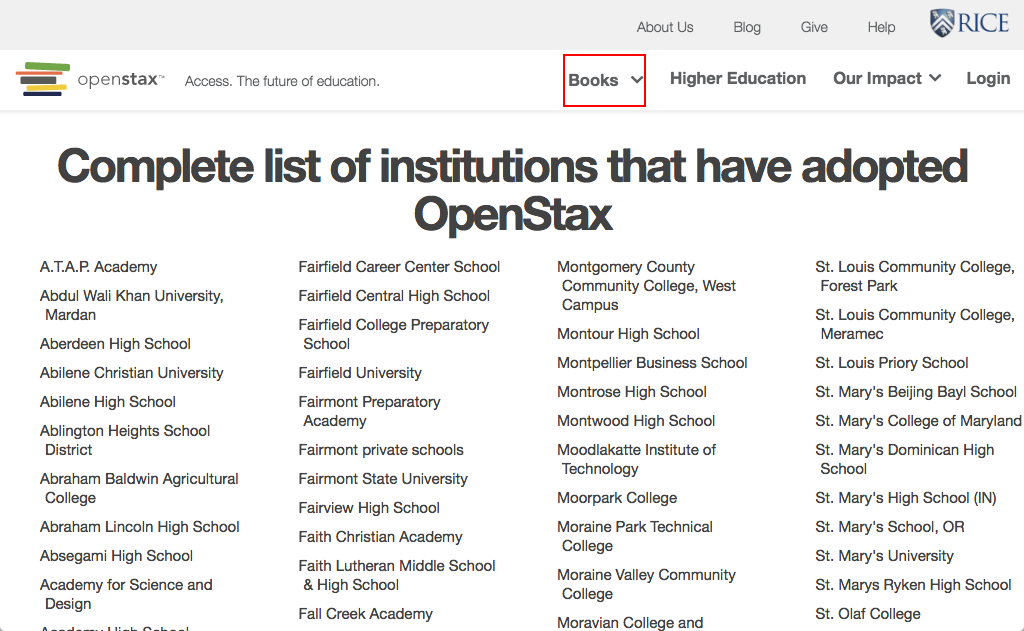 About Us Blog Give Help RICE
openstax™ Access. The future of education. Books Higher Education Our Impact Login
Complete list of institutions that have adopted
OpenStax
A.T.A.P. Academy
Abdul Wali Khan University,
Mardan
Aberdeen High School
Abilene Christian University
Abilene High School
Ablington Heights School
District
Abraham Baldwin Agricultural
College
Abraham Lincoln High School
Absegami High School
Academy for Science and
Design
Academy High School
Fairfield Career Center School
Fairfield Central High School
Fairfield College Preparatory
School
Fairfield University
Fairmont Preparatory
Academy
Fairmont private schools
Fairmont State University
Fairview High School
Faith Christian Academy
Faith Lutheran Middle School
& High School
Fall Creek Academy
Montgomery County
Community College, West
Campus
Montour High School
Montpellier Business School
Montrose High School
Montwood High School
Moodlakatte Institute of
Technology
Moorpark College
Moraine Park Technical
College
Moraine Valley Community
College
Moravian College and
St. Louis Community College,
Forest Park
St. Louis Community College,
Meramec
St. Louis Priory School
St. Mary's Beijing Bayl School
St. Mary's College of Maryland
St. Mary's Dominican High
School
St. Mary's High School (IN)
St. Mary's School, OR
St. Mary's University
St. Marys Ryken High School
St. Olaf College